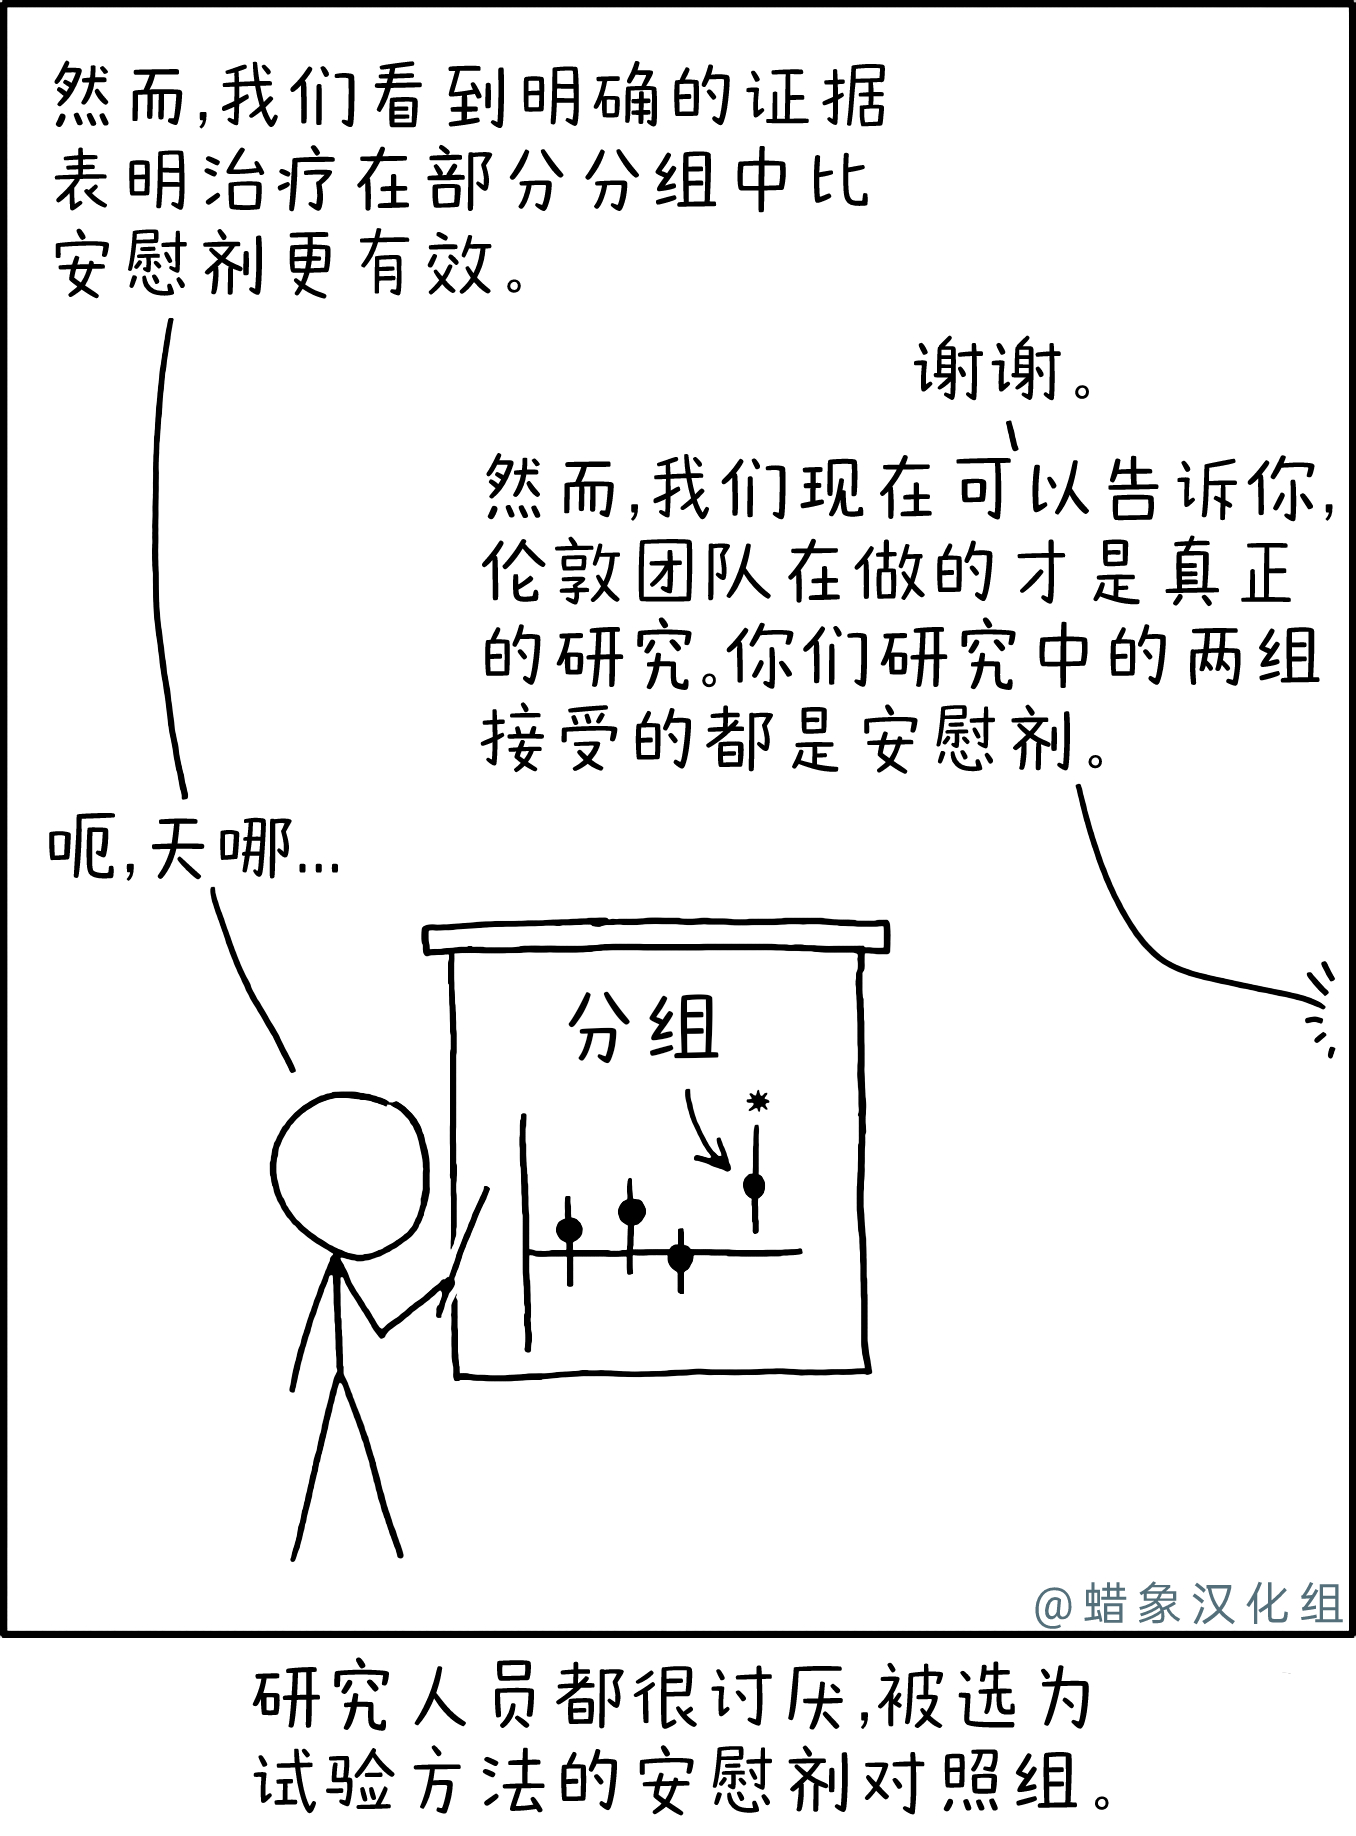 然而,我们看到明确的证据
表明治疗在部分分组中比
安慰剂更有效。
谢谢。
然而,我们现在可以告诉你,
伦敦团队在做的才是真正
的研究。你们研究中的两组
接受的都是安慰剂。
呃,天哪...
分组
*
@蜡象汉化组
研究人员都很讨厌,被选为
试验方法的安慰剂对照组。